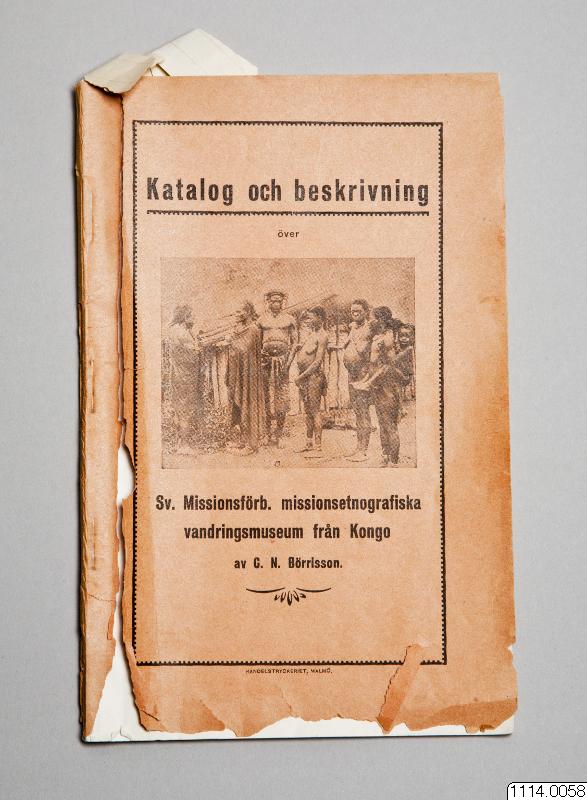 Katalog och beskrivning
över
Sv. Missionsförb. missionsetnografiska
vandringsmuseum från Kongo
av C. N. Börrisson.
HANDELSTRYCKERIET, MALMÖ.
1114.0058